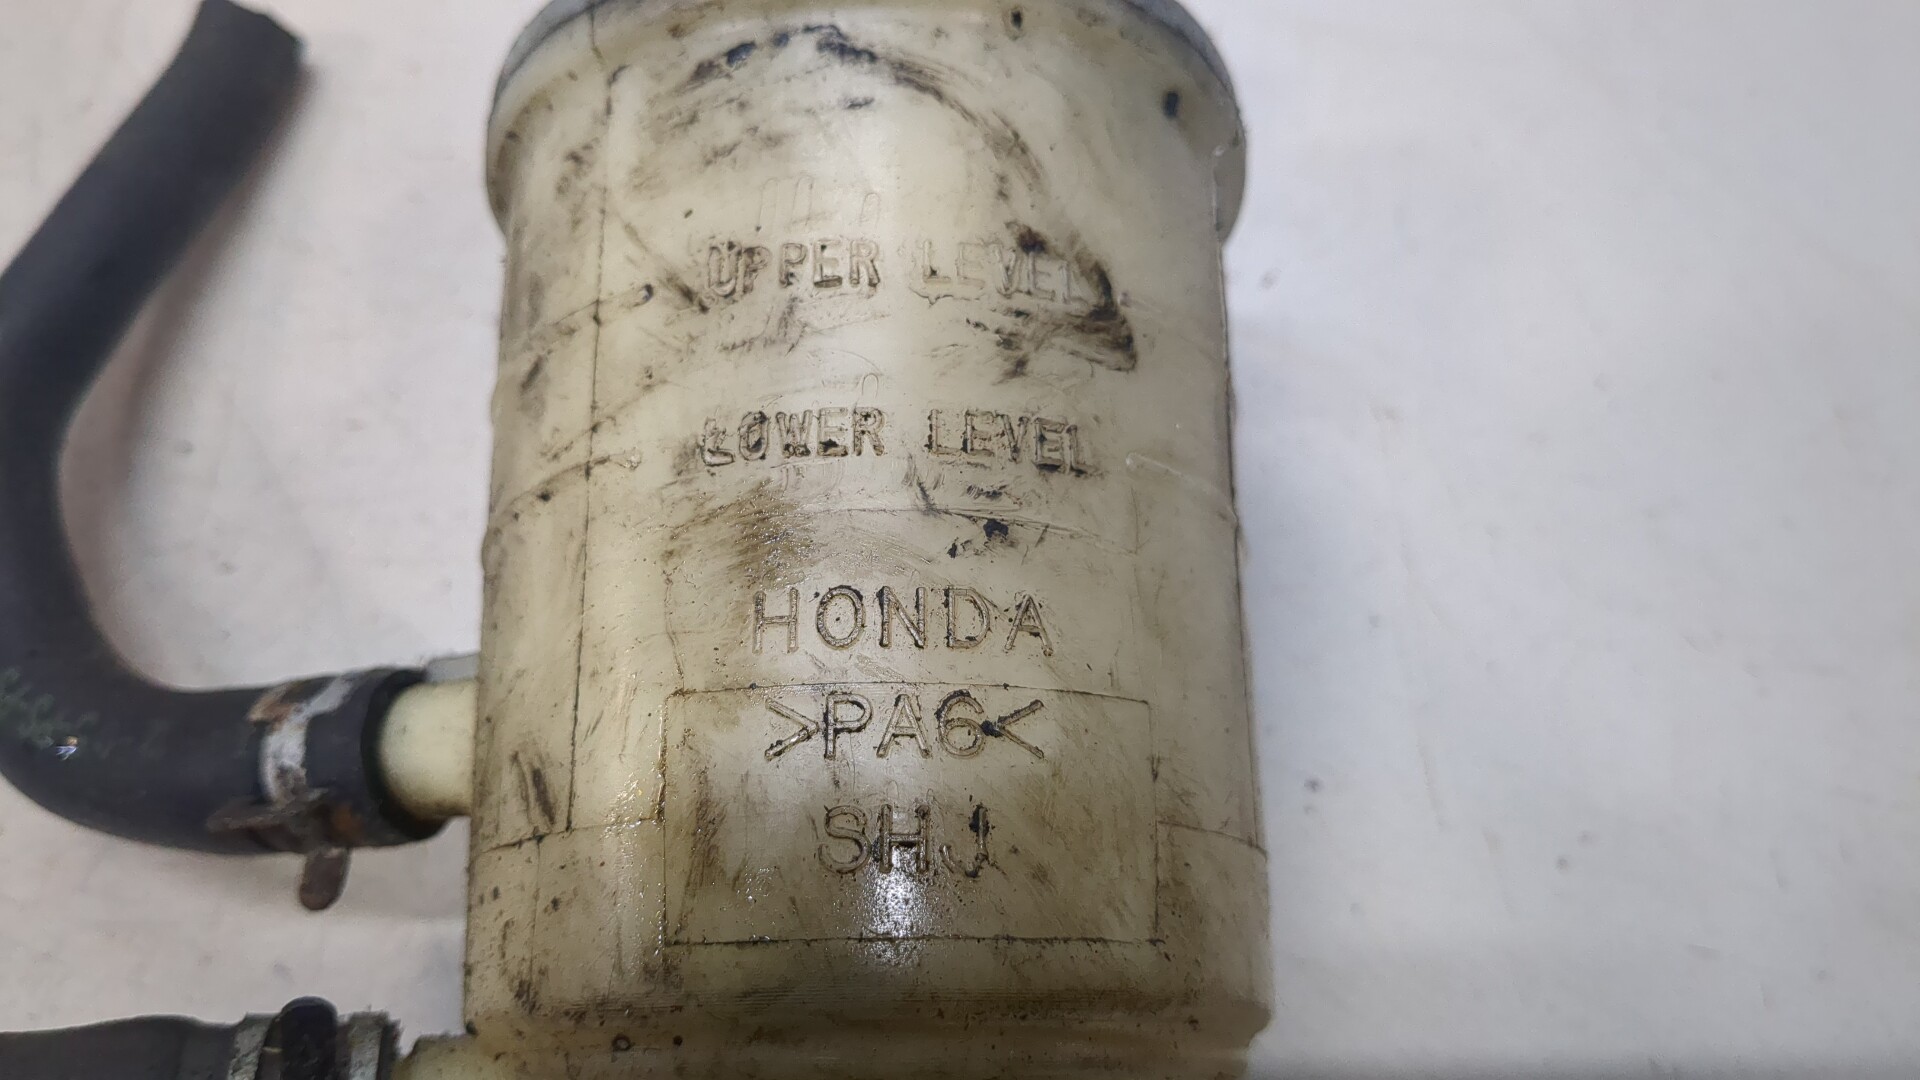 UPPER LEVEL
LOWER LEVEL
HONDA
>PA6<
SHJ